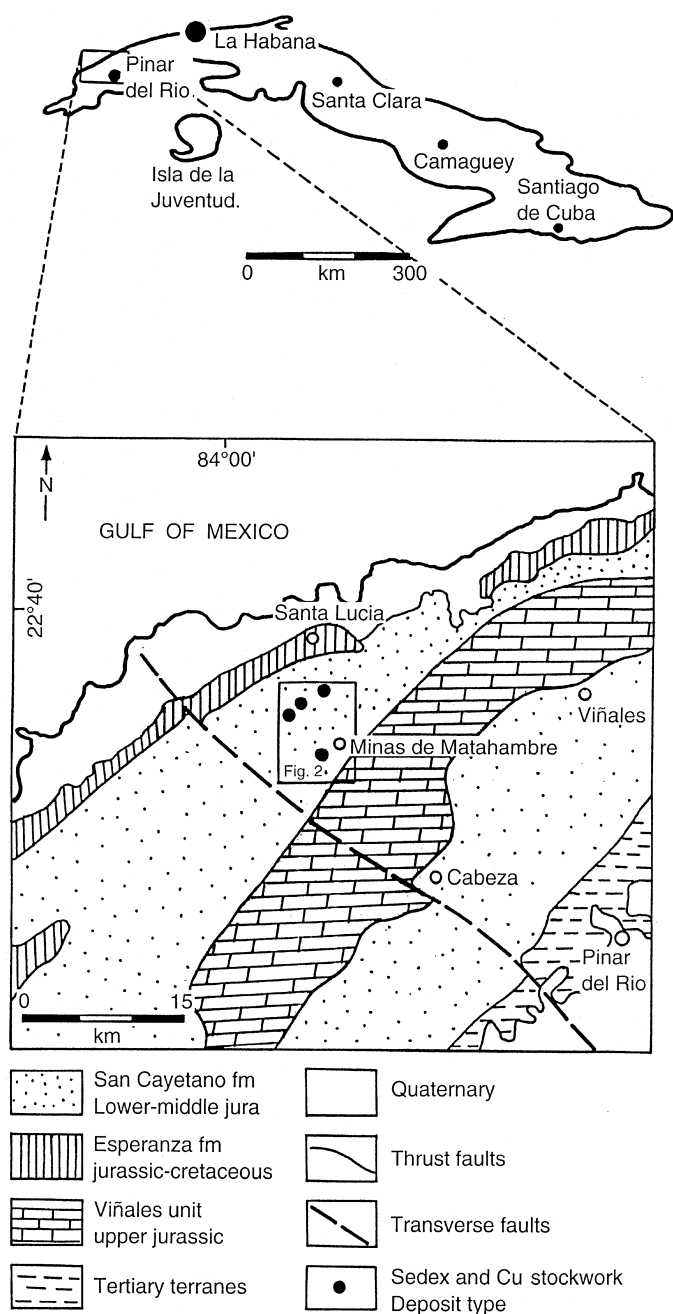 La Habana
Pinar
del Rio.
Santa Clara
Isla de la
Juventud.
Camaguey
Santiago
de Cuba
0 km 300
84°00'
N
GULF OF MEXICO
22°40'
Santa Lucia
Viñales
Minas de Matahambre
Fig. 2
Cabeza
Pinar
del Rio
0 15
km
San Cayetano fm
Lower-middle jura
Esperanza fm
jurassic-cretaceous
Viñales unit
upper jurassic
Tertiary terranes
Quaternary
Thrust faults
Transverse faults
Sedex and Cu stockwork
Deposit type